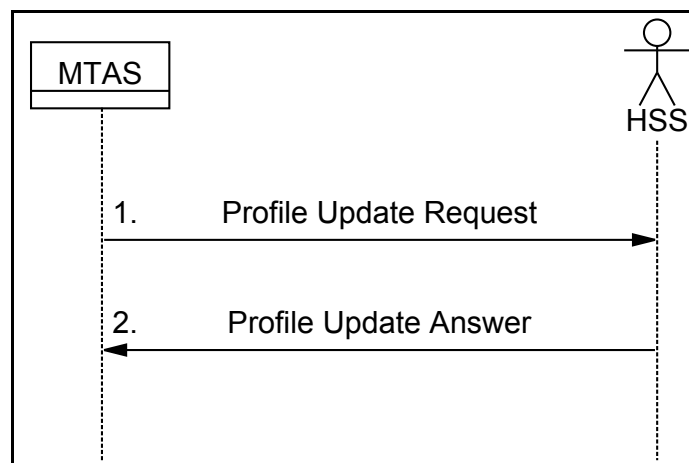 MTAS
HSS
1. Profile Update Request
2. Profile Update Answer